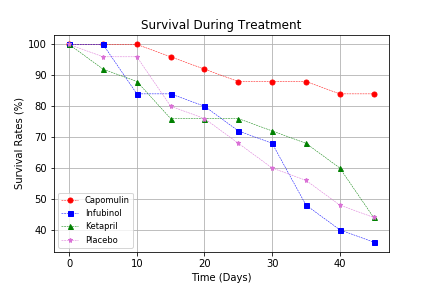 Survival During Treatment
Survival Rates (%)
100
90
80
70
60
50
40
Capomulin
Infubinol
Ketapril
Placebo
0
10
20
30
40
Time (Days)